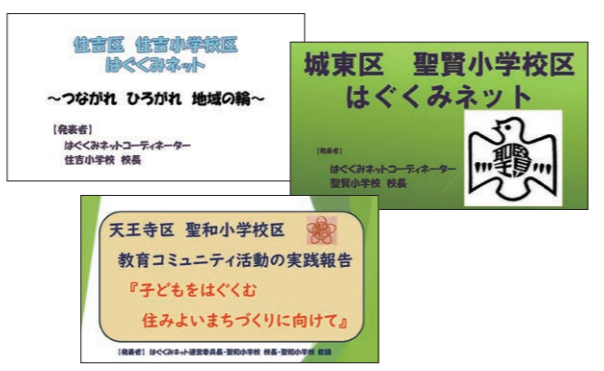 住吉区 住吉小学校区
はぐくみネット
～つながれ ひろがれ 地域の輪～
【発表者】
はぐくみネットコーディネーター
住吉小学校 校長
城東区 聖賢小学校区
はぐくみネット
【発表者】
はぐくみネットコーディネーター
聖賢小学校 校長
聖賢
天王寺区 聖和小学校区
教育コミュニティ活動の実践報告
『子どもをはぐくむ
住みよいまちづくりに向けて』
【発表者】 はぐくみネット運営委員長・聖和小学校 校長・聖和小学校 教頭